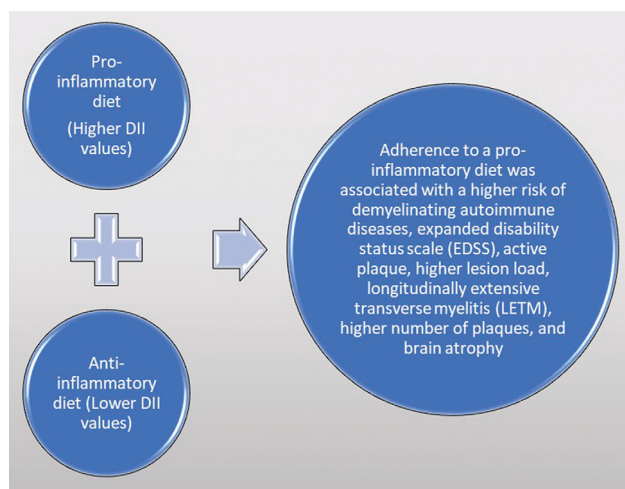 Pro-
inflammatory
diet
(Higher DII
values)
Anti-
inflammatory
diet (Lower DII
values)
Adherence to a pro-
inflammatory diet was
associated with a higher risk of
demyelinating autoimmune
diseases, expanded disability
status scale (EDSS), active
plaque, higher lesion load,
longitudinally extensive
transverse myelitis (LETM),
higher number of plaques, and
brain atrophy